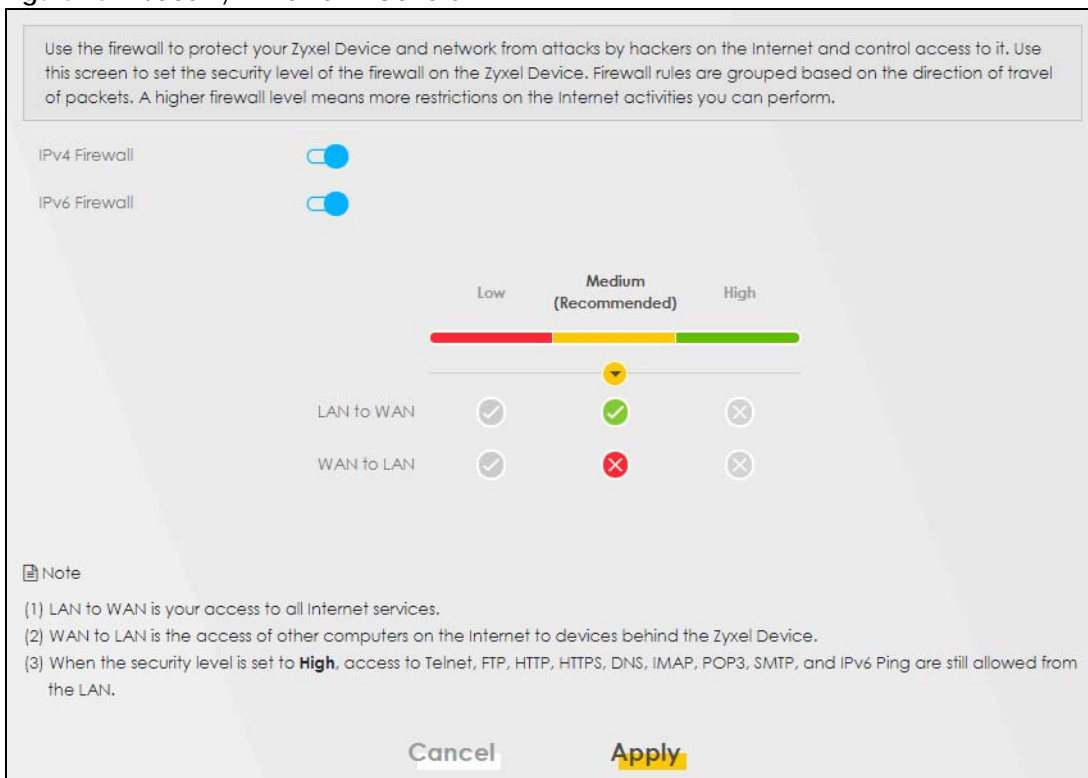 Use the firewall to protect your Zyxel Device and network from attacks by hackers on the Internet and control access to it. Use
this screen to set the security level of the firewall on the Zyxel Device. Firewall rules are grouped based on the direction of travel
of packets. A higher firewall level means more restrictions on the Internet activities you can perform.
IPv4 Firewall
IPv6 Firewall
Low
Medium
(Recommended)
High
LAN to WAN
WAN to LAN
Note
(1) LAN to WAN is your access to all Internet services.
(2) WAN to LAN is the access of other computers on the Internet to devices behind the Zyxel Device.
(3) When the security level is set to High, access to Telnet, FTP, HTTP, HTTPS, DNS, IMAP, POP3, SMTP, and IPv6 Ping are still allowed from
the LAN.
Cancel
Apply